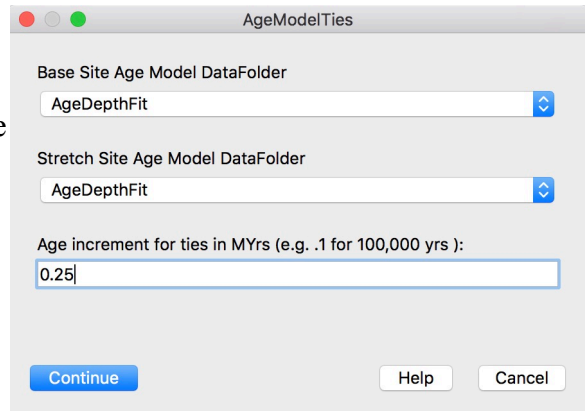 AgeModelTies
Base Site Age Model DataFolder
AgeDepthFit
e
Stretch Site Age Model DataFolder
AgeDepthFit
Age increment for ties in MYrs (e.g. .1 for 100,000 yrs ):
0.25
Continue Help Cancel